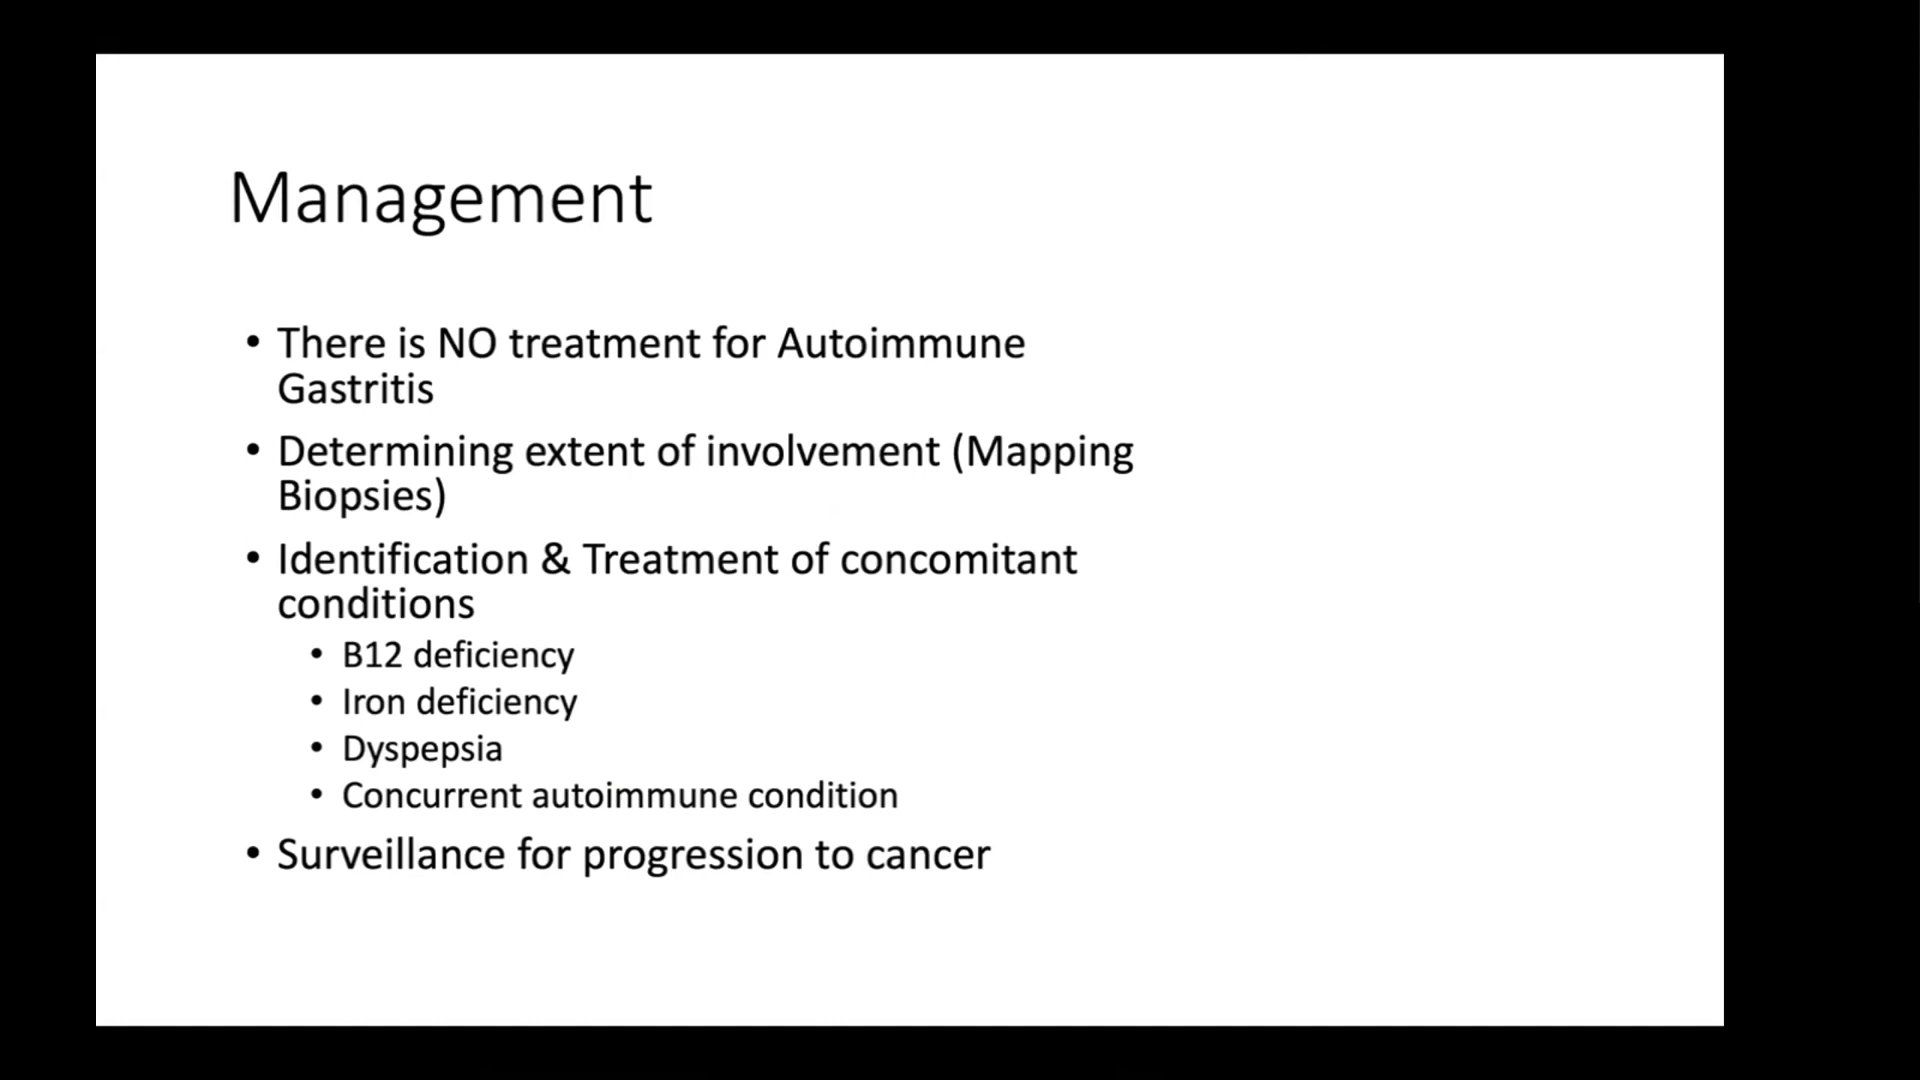 Management
• There is NO treatment for Autoimmune
Gastritis
• Determining extent of involvement (Mapping
Biopsies)
• Identification & Treatment of concomitant
conditions
• B12 deficiency
• Iron deficiency
• Dyspepsia
• Concurrent autoimmune condition
• Surveillance for progression to cancer